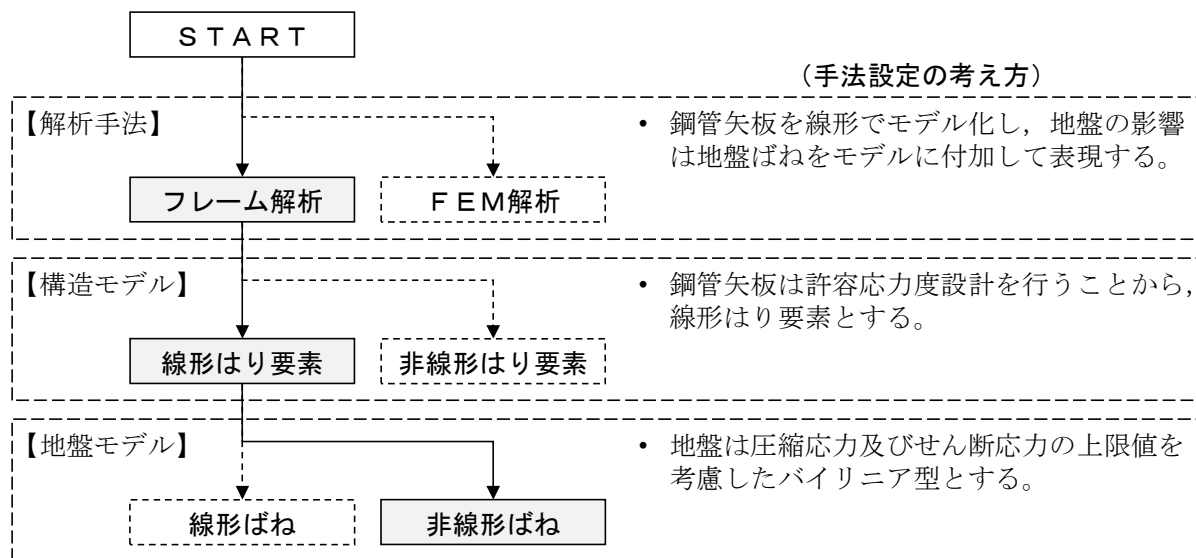 ＳＴＡＲＴ
（手法設定の考え方）
【解析手法】
• 鋼管矢板を線形でモデル化し，地盤の影響
は地盤ばねをモデルに付加して表現する。
フレーム解析
ＦＥＭ解析
【構造モデル】
• 鋼管矢板は許容応力度設計を行うことから，
線形はり要素とする。
線形はり要素
非線形はり要素
【地盤モデル】
• 地盤は圧縮応力及びせん断応力の上限値を
考慮したバイリニア型とする。
線形ばね
非線形ばね